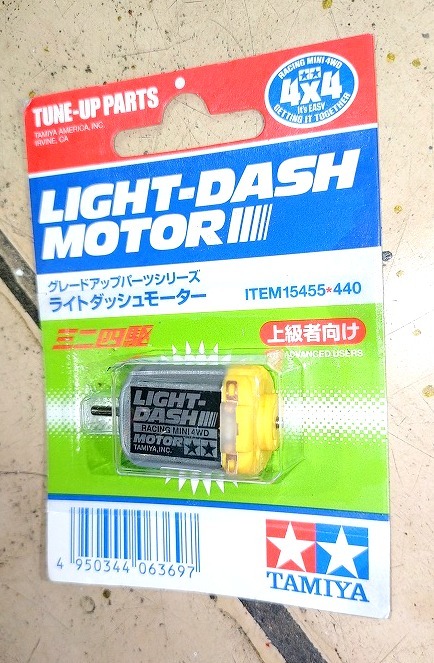 TUNE-UP PARTS
TAMIYA AMERICA, INC.
IRVINE, CA
RACING MINI 4WD
4x4
It's EASY
GETTING IT TOGETHER
LIGHT-DASH
MOTOR
グレードアップパーツシリーズ
ライトダッシュモーター
ITEM15455*440
ミニ四駆
上級者向け
ADVANCED USERS
LIGHT-
DASH
RACING MINI 4WD
MOTOR★★
TAMIYA, INC.
4 950344 063697
TAMIYA